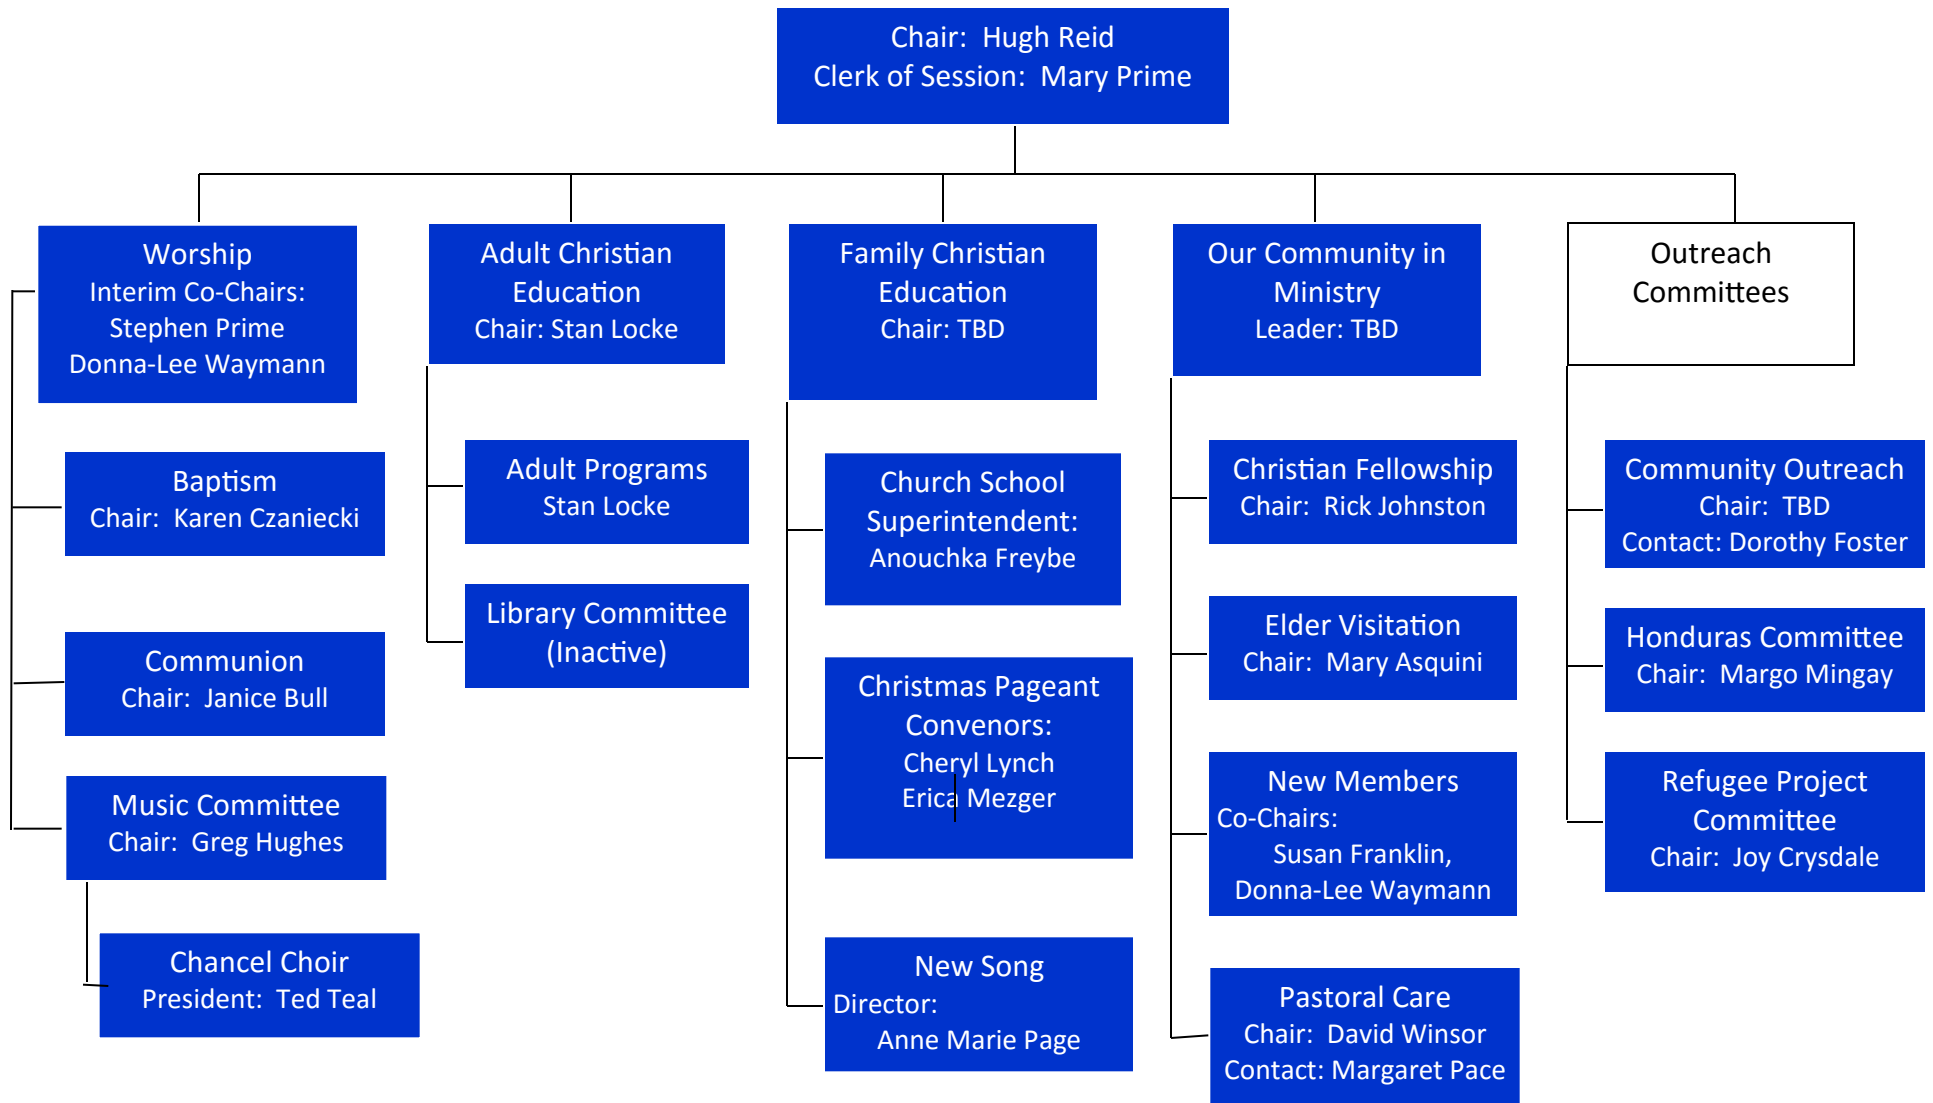 Chair:  Hugh Reid
Clerk of Session:  Mary Prime
Worship
Interim Co-Chairs:
Stephen Prime
Donna-Lee Waymann
Baptism
Chair:  Karen Czaniecki
Communion
Chair:  Janice Bull
Music Committee
Chair:  Greg Hughes
Chancel Choir
President:  Ted Teal
Adult Christian
Education
Chair: Stan Locke
Adult Programs
Stan Locke
Library Committee
(Inactive)
Family Christian
Education
Chair: TBD
Church School
Superintendent:
Anouchka Freybe
Christmas Pageant
Convenors:
Cheryl Lynch
Erica Mezger
New Song
Director:
Anne Marie Page
Our Community in
Ministry
Leader: TBD
Christian Fellowship
Chair:  Rick Johnston
Elder Visitation
Chair:  Mary Asquini
New Members
Co-Chairs:
Susan Franklin,
Donna-Lee Waymann
Pastoral Care
Chair:  David Winsor
Contact: Margaret Pace
Outreach
Committees
Community Outreach
Chair:  TBD
Contact: Dorothy Foster
Honduras Committee
Chair:  Margo Mingay
Refugee Project
Committee
Chair:  Joy Crysdale